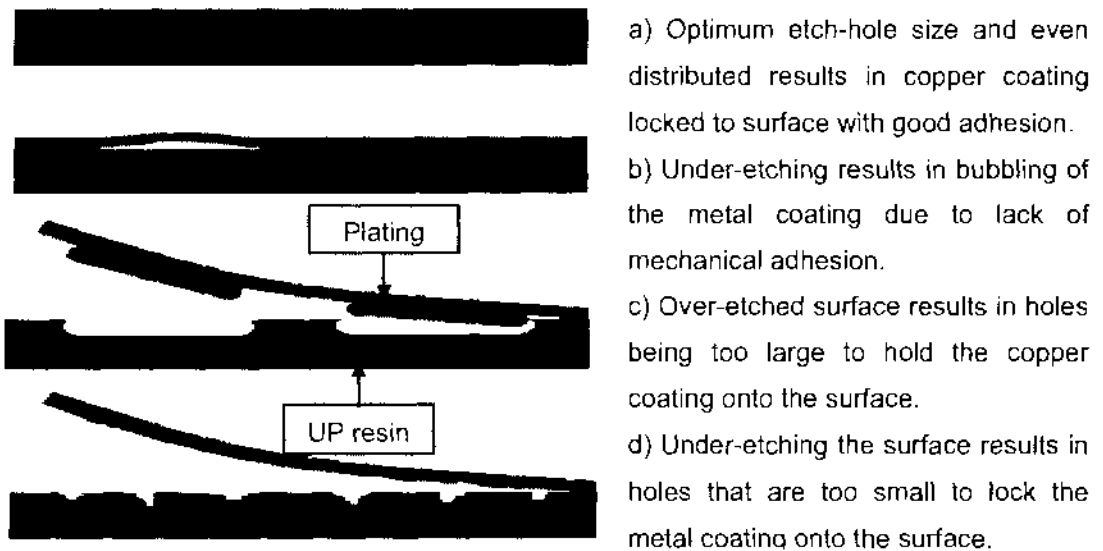 a) Optimum etch-hole size and even
distributed results in copper coating
locked to surface with good adhesion.
b) Under-etching results in bubbling of
the metal coating due to lack of
mechanical adhesion.
c) Over-etched surface results in holes
being too large to hold the copper
coating onto the surface.
d) Under-etching the surface results in
holes that are too small to lock the
metal coating onto the surface.
Plating
UP resin